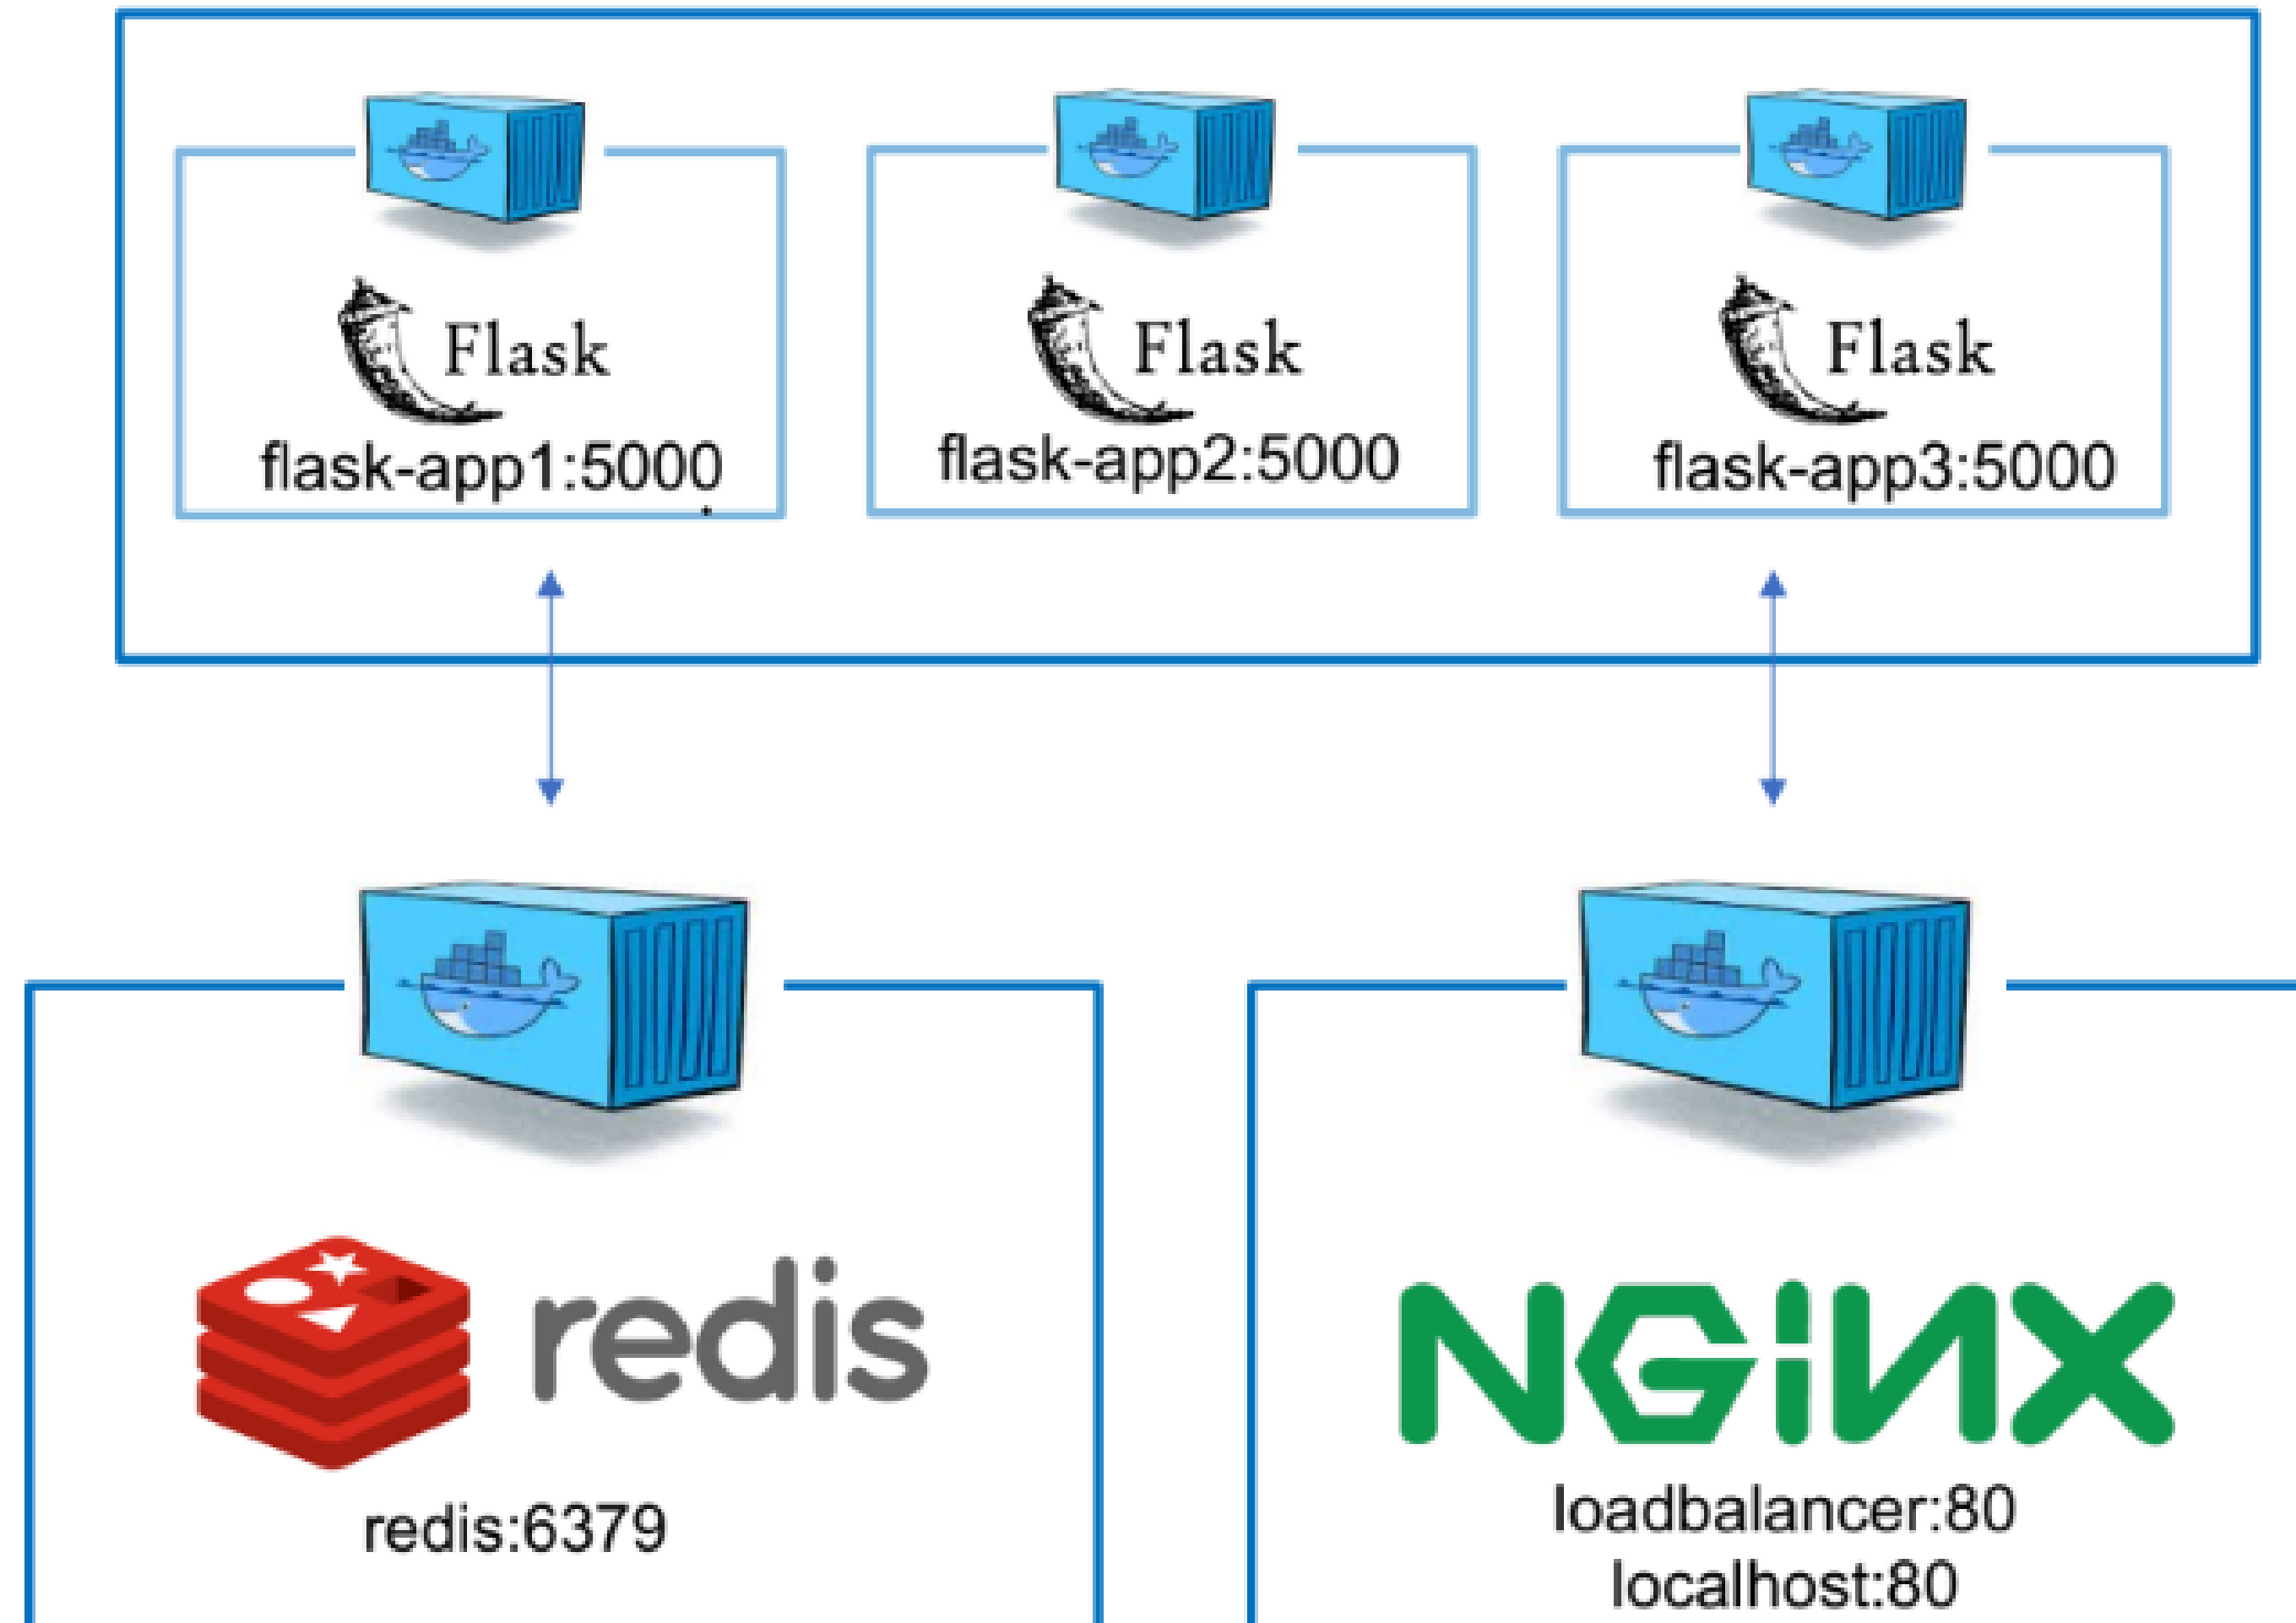 Flask
flask-app1:5000
Flask
flask-app2:5000
Flask
flask-app3:5000
redis
redis:6379
NGiNX
loadbalancer:80
localhost:80